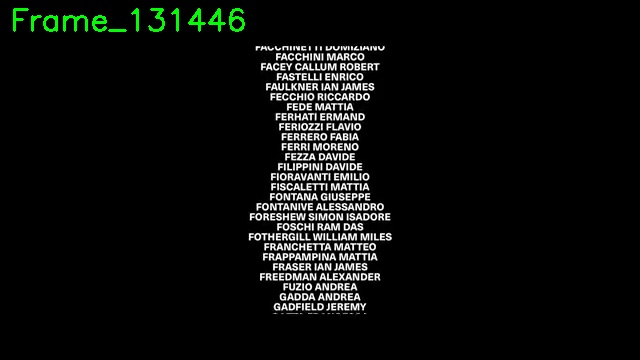 Frame_131446
FACCHINETTI DOMIZIANO
FACCHINI MARCO
FACEY CALLUM ROBERT
FASTELLI ENRICO
FAULKNER IAN JAMES
FECCHIO RICCARDO
FEDE MATTIA
FERHATI ERMAND
FERIOZZI FLAVIO
FERRERO FABIA
FERRI MORENO
FEZZA DAVIDE
FILIPPINI DAVIDE
FIORAVANTI EMILIO
FISCALETTI MATTIA
FONTANA GIUSEPPE
FONTANIVE ALESSANDRO
FORESHEW SIMON ISADORE
FOSCHI RAM DAS
FOTHERGILL WILLIAM MILES
FRANCHETTA MATTEO
FRAPPAMPINA MATTIA
FRASER IAN JAMES
FREEDMAN ALEXANDER
FUZIO ANDREA
GADDA ANDREA
GADFIELD JEREMY